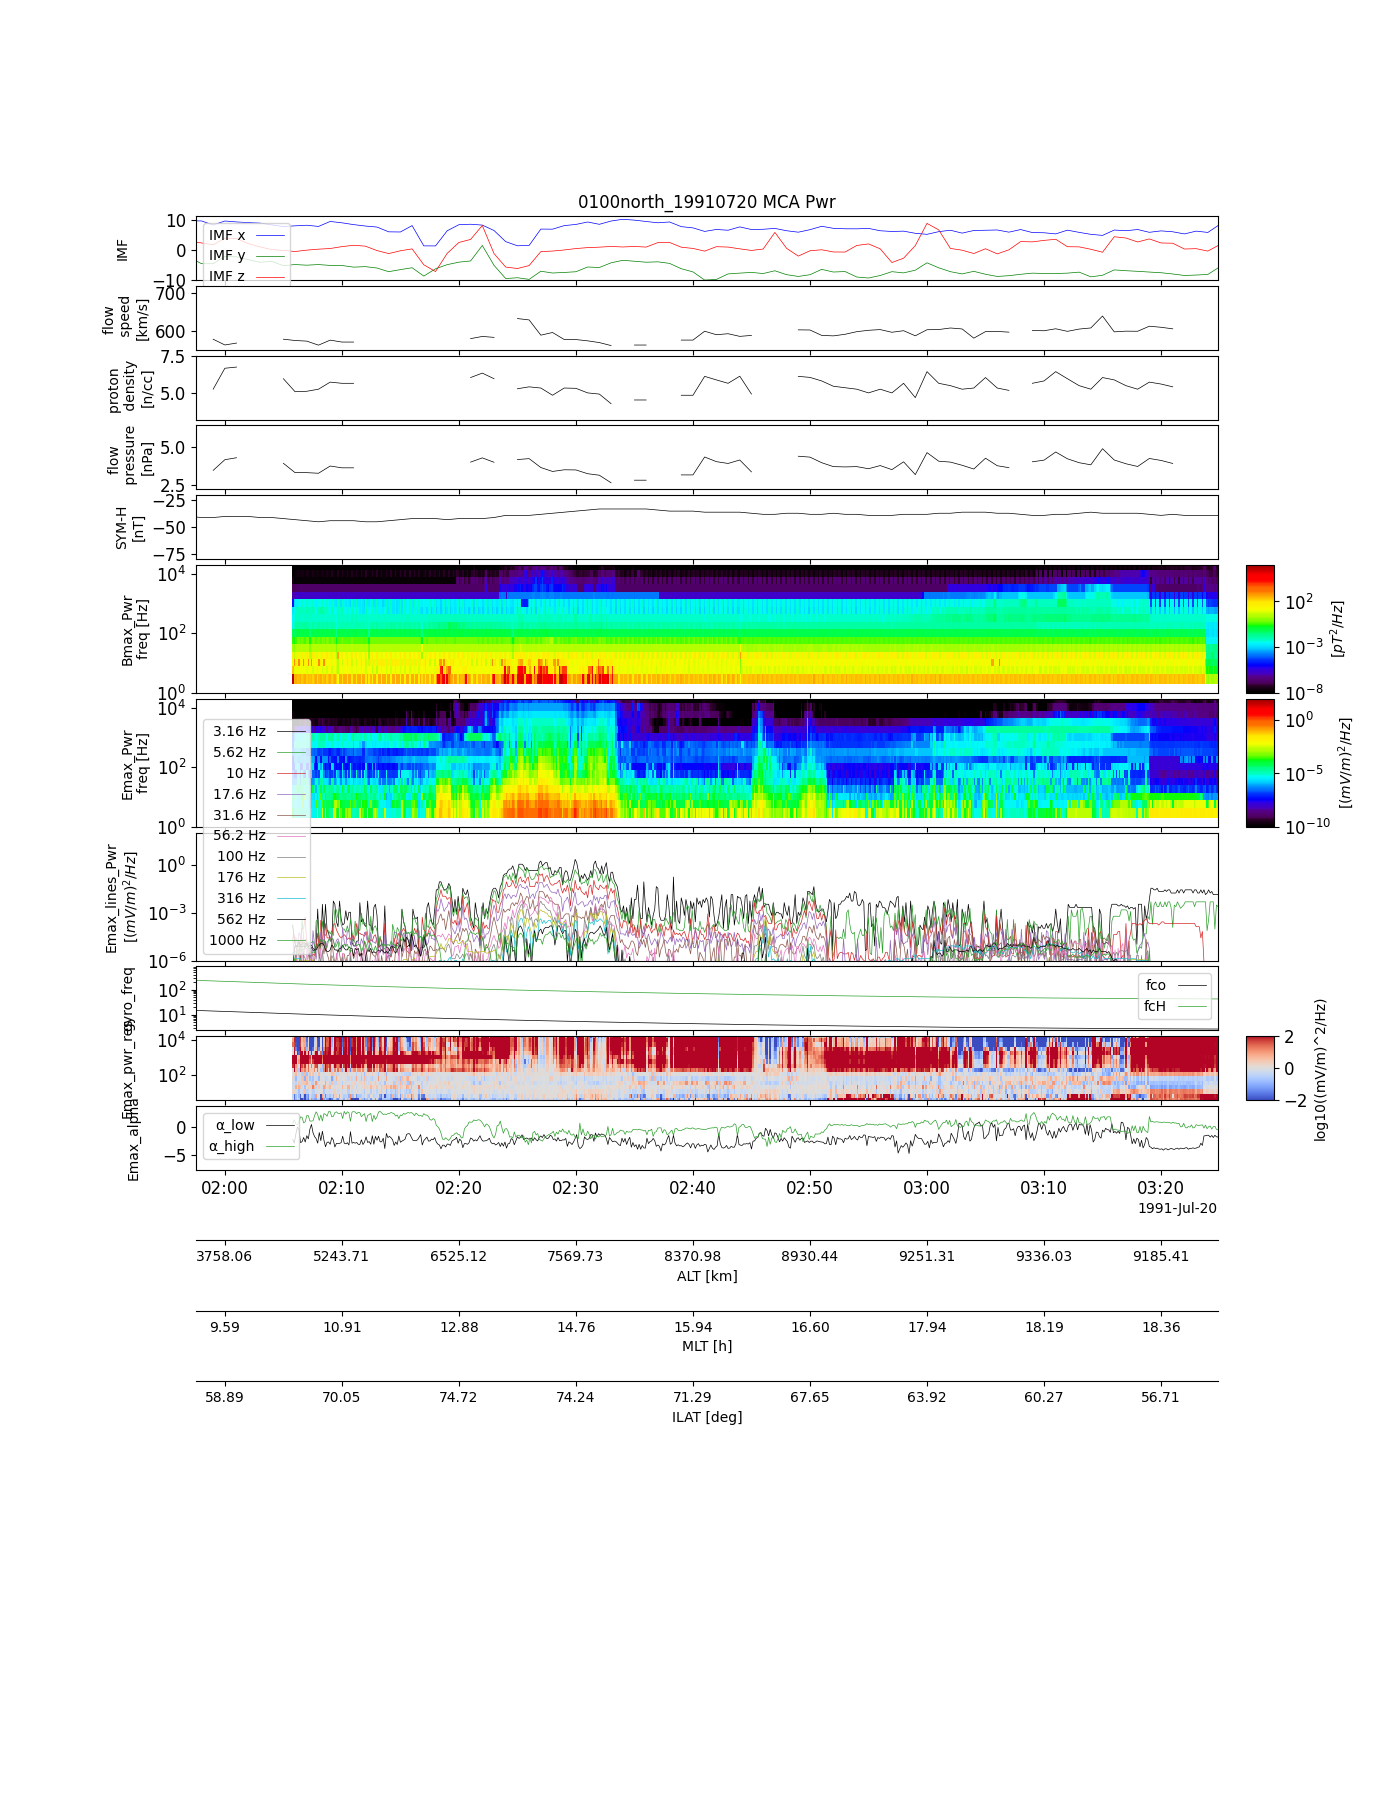 0100north_19910720 MCA Pwr
10
0
−10
IMF
IMF x
IMF y
IMF z
700
600
flow
speed
[km/s]
7.5
5.0
proton
density
[n/cc]
5.0
2.5
flow
pressure
[nPa]
−25
−50
−75
SYM-H
[nT]
10^4
10^2
10^0
Bmax_Pwr
freq [Hz]
10^2
10^−3
10^−8
[pT^2/Hz]
10^4
10^2
10^0
Emax_Pwr
freq [Hz]
10^0
10^−5
10^−10
[(mV/m)^2/Hz]
3.16 Hz
5.62 Hz
10 Hz
17.6 Hz
31.6 Hz
56.2 Hz
100 Hz
176 Hz
316 Hz
562 Hz
1000 Hz
10^0
10^−3
10^−6
Emax_lines_Pwr
[(mV/m)^2/Hz]
10^2
10^1
gyro_freq
fco
fcH
10^4
10^2
Emax_pwr_reg
2
0
−2
log10((mV/m)^2/Hz)
0
−5
Emax_alpha
α_low
α_high
02:00 02:10 02:20 02:30 02:40 02:50 03:00 03:10 03:20
1991-Jul-20
3758.06 5243.71 6525.12 7569.73 8370.98 8930.44 9251.31 9336.03 9185.41
ALT [km]
9.59 10.91 12.88 14.76 15.94 16.60 17.94 18.19 18.36
MLT [h]
58.89 70.05 74.72 74.24 71.29 67.65 63.92 60.27 56.71
ILAT [deg]